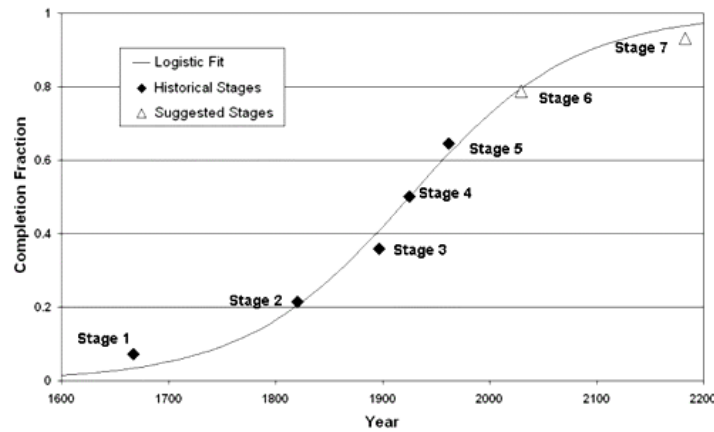 1
0.8
0.6
0.4
0.2
0
Completion Fraction
Logistic Fit
Historical Stages
Suggested Stages
Stage 1
Stage 2
Stage 3
Stage 4
Stage 5
Stage 6
Stage 7
1600 1700 1800 1900 2000 2100 2200
Year